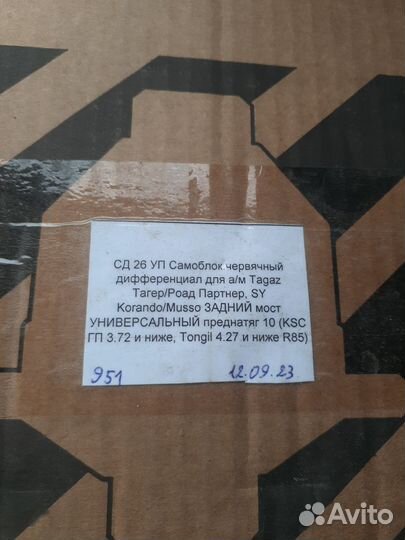 СД 26 УП Самоблок червячный
дифференциал для а/м Tagaz
Тагер/Роад Партнер, SY
Korando/Musso ЗАДНИЙ мост
УНИВЕРСАЛЬНЫЙ преднатяг 10 (KSC
ГП 3.72 и ниже, Tongil 4.27 и ниже R85)
951 12.09.23
Avito